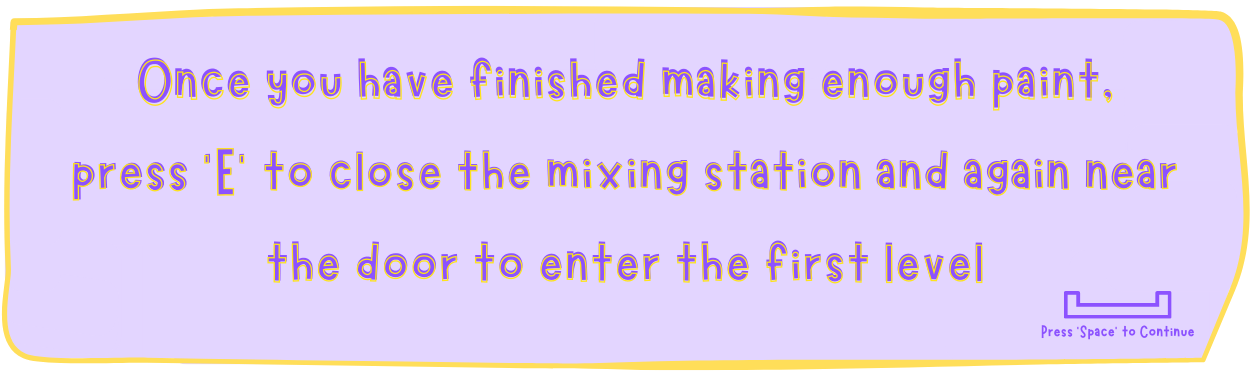 Once you have finished making enough paint,
press 'E' to close the mixing station and again near
the door to enter the first level
Press 'Space' to Continue